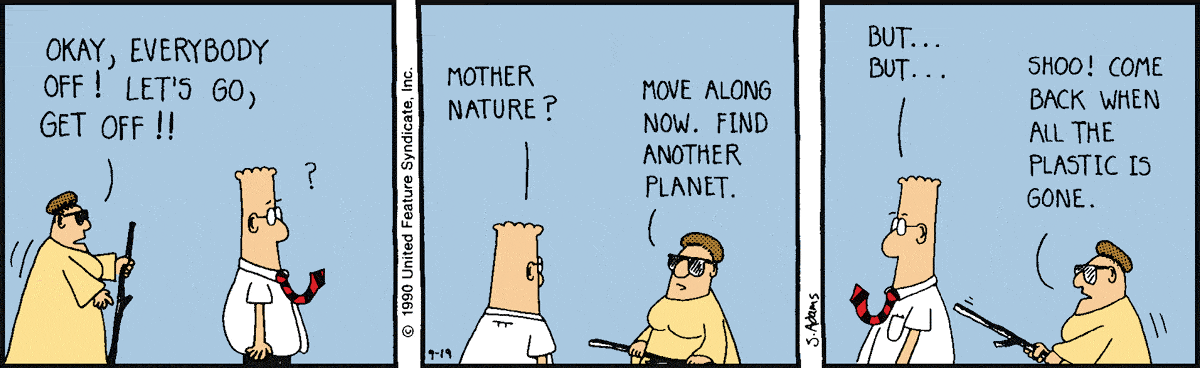 OKAY, EVERYBODY
OFF! LET'S GO,
GET OFF!!
?
© 1990 United Feature Syndicate, Inc.
MOTHER
NATURE?
MOVE ALONG
NOW. FIND
ANOTHER
PLANET.
9-19
S. Adams
BUT...
BUT...
SHOO! COME
BACK WHEN
ALL THE
PLASTIC IS
GONE.